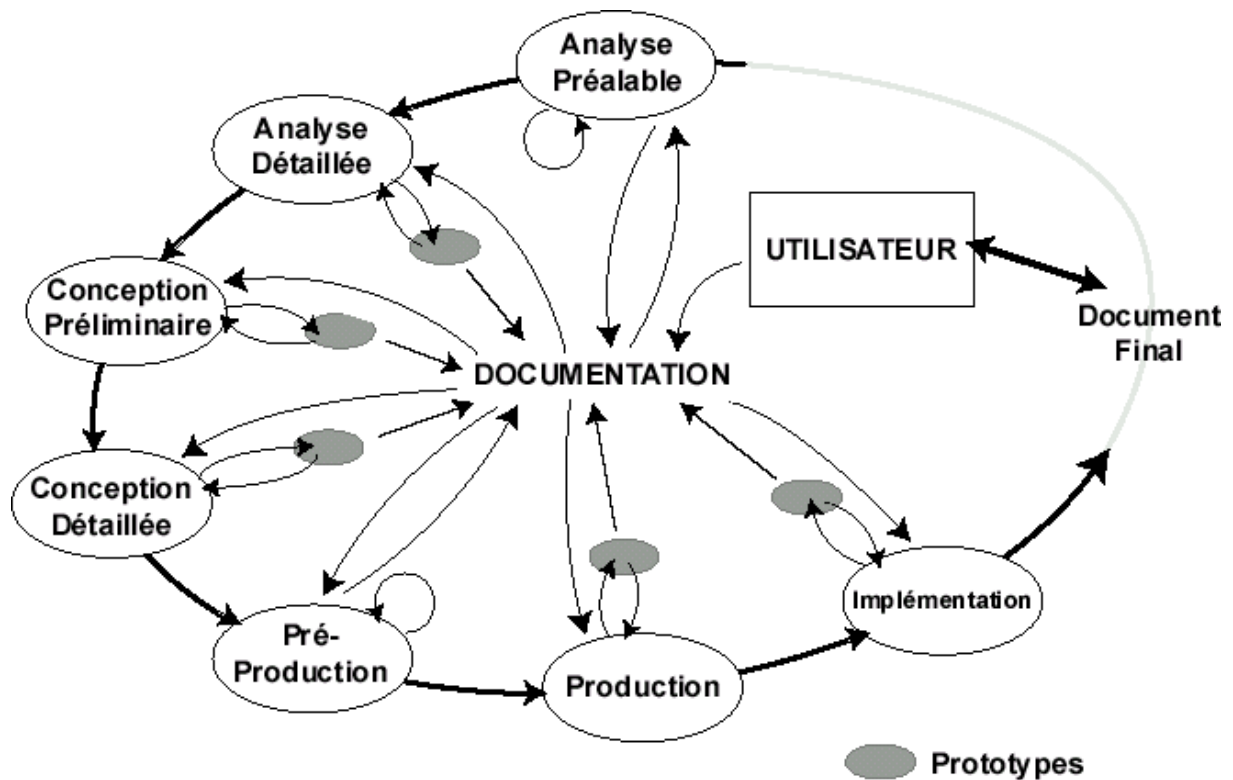 Analyse
Préalable
Analyse
Détaillée
UTILISATEUR
Conception
Préliminaire
Document
Final
DOCUMENTATION
Conception
Détaillée
Implémentation
Pré-
Production
Production
Prototypes